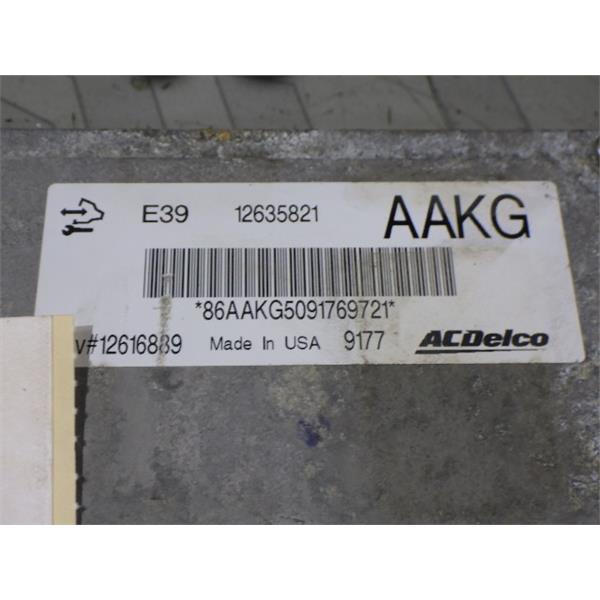 E39 12635821 AAKG
*86AAKG5091769721*
v#12616889 Made In USA 9177 ACDelco